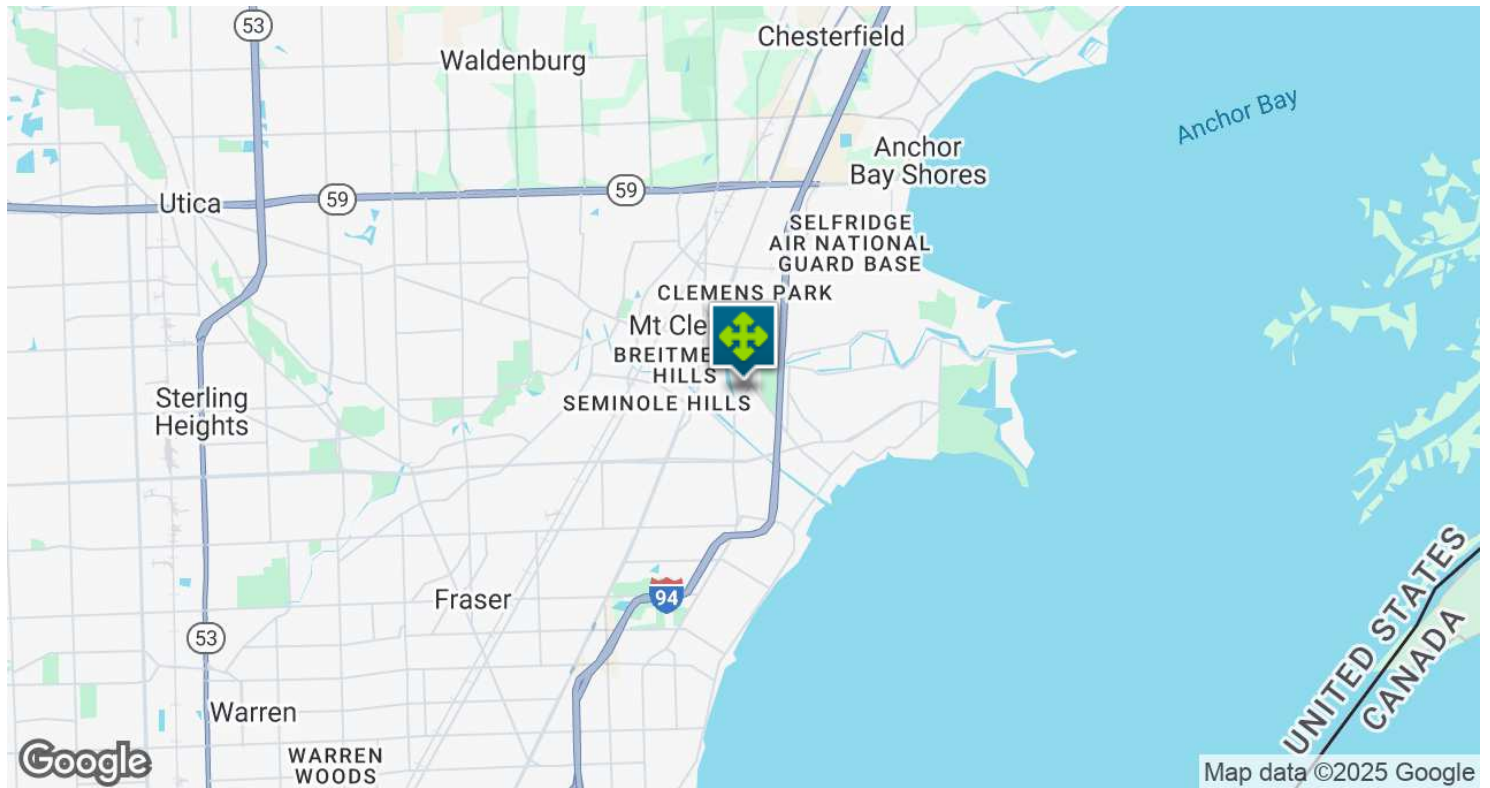 53
Chesterfield
Waldenburg
Anchor Bay
Anchor
Bay Shores
59
59
Utica
SELFRIDGE
AIR NATIONAL
GUARD BASE
CLEMENS PARK
Mt Cle
BREITME
HILLS
SEMINOLE HILLS
Sterling
Heights
UNITED STATES
CANADA
Fraser
94
53
Warren
WARREN
WOODS
Google
Map data ©2025 Google